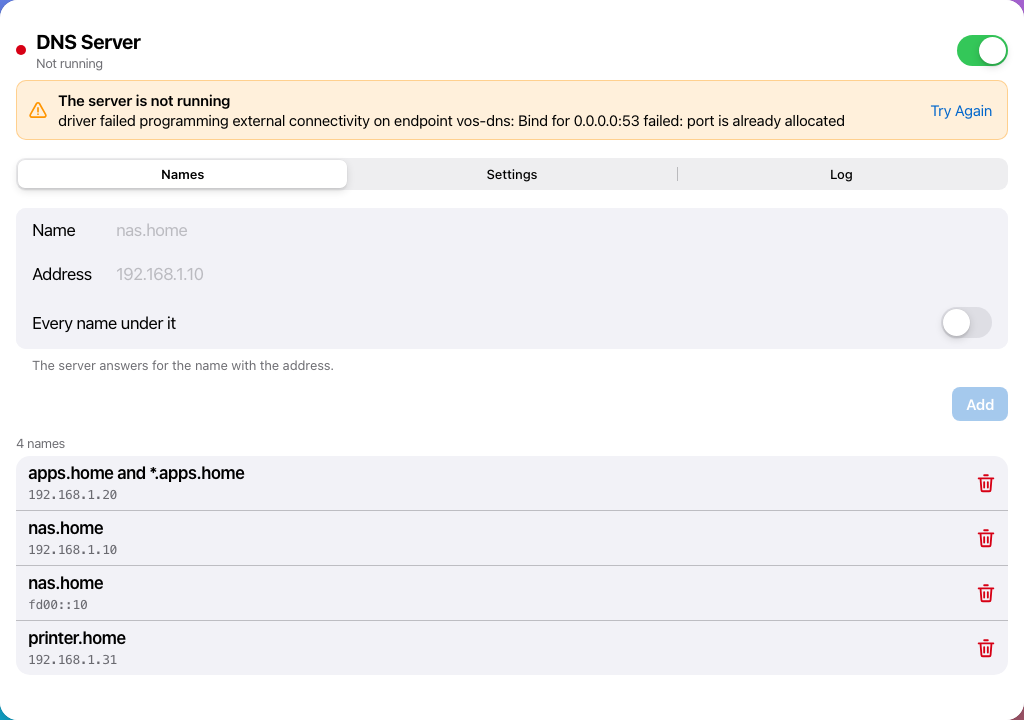 DNS Server
Not running
The server is not running
driver failed programming external connectivity on endpoint vos-dns: Bind for 0.0.0.0:53 failed: port is already allocated
Try Again
Names
Settings
Log
Name
nas.home
Address
192.168.1.10
Every name under it
The server answers for the name with the address.
Add
4 names
apps.home and *.apps.home
192.168.1.20
nas.home
192.168.1.10
nas.home
fd00::10
printer.home
192.168.1.31